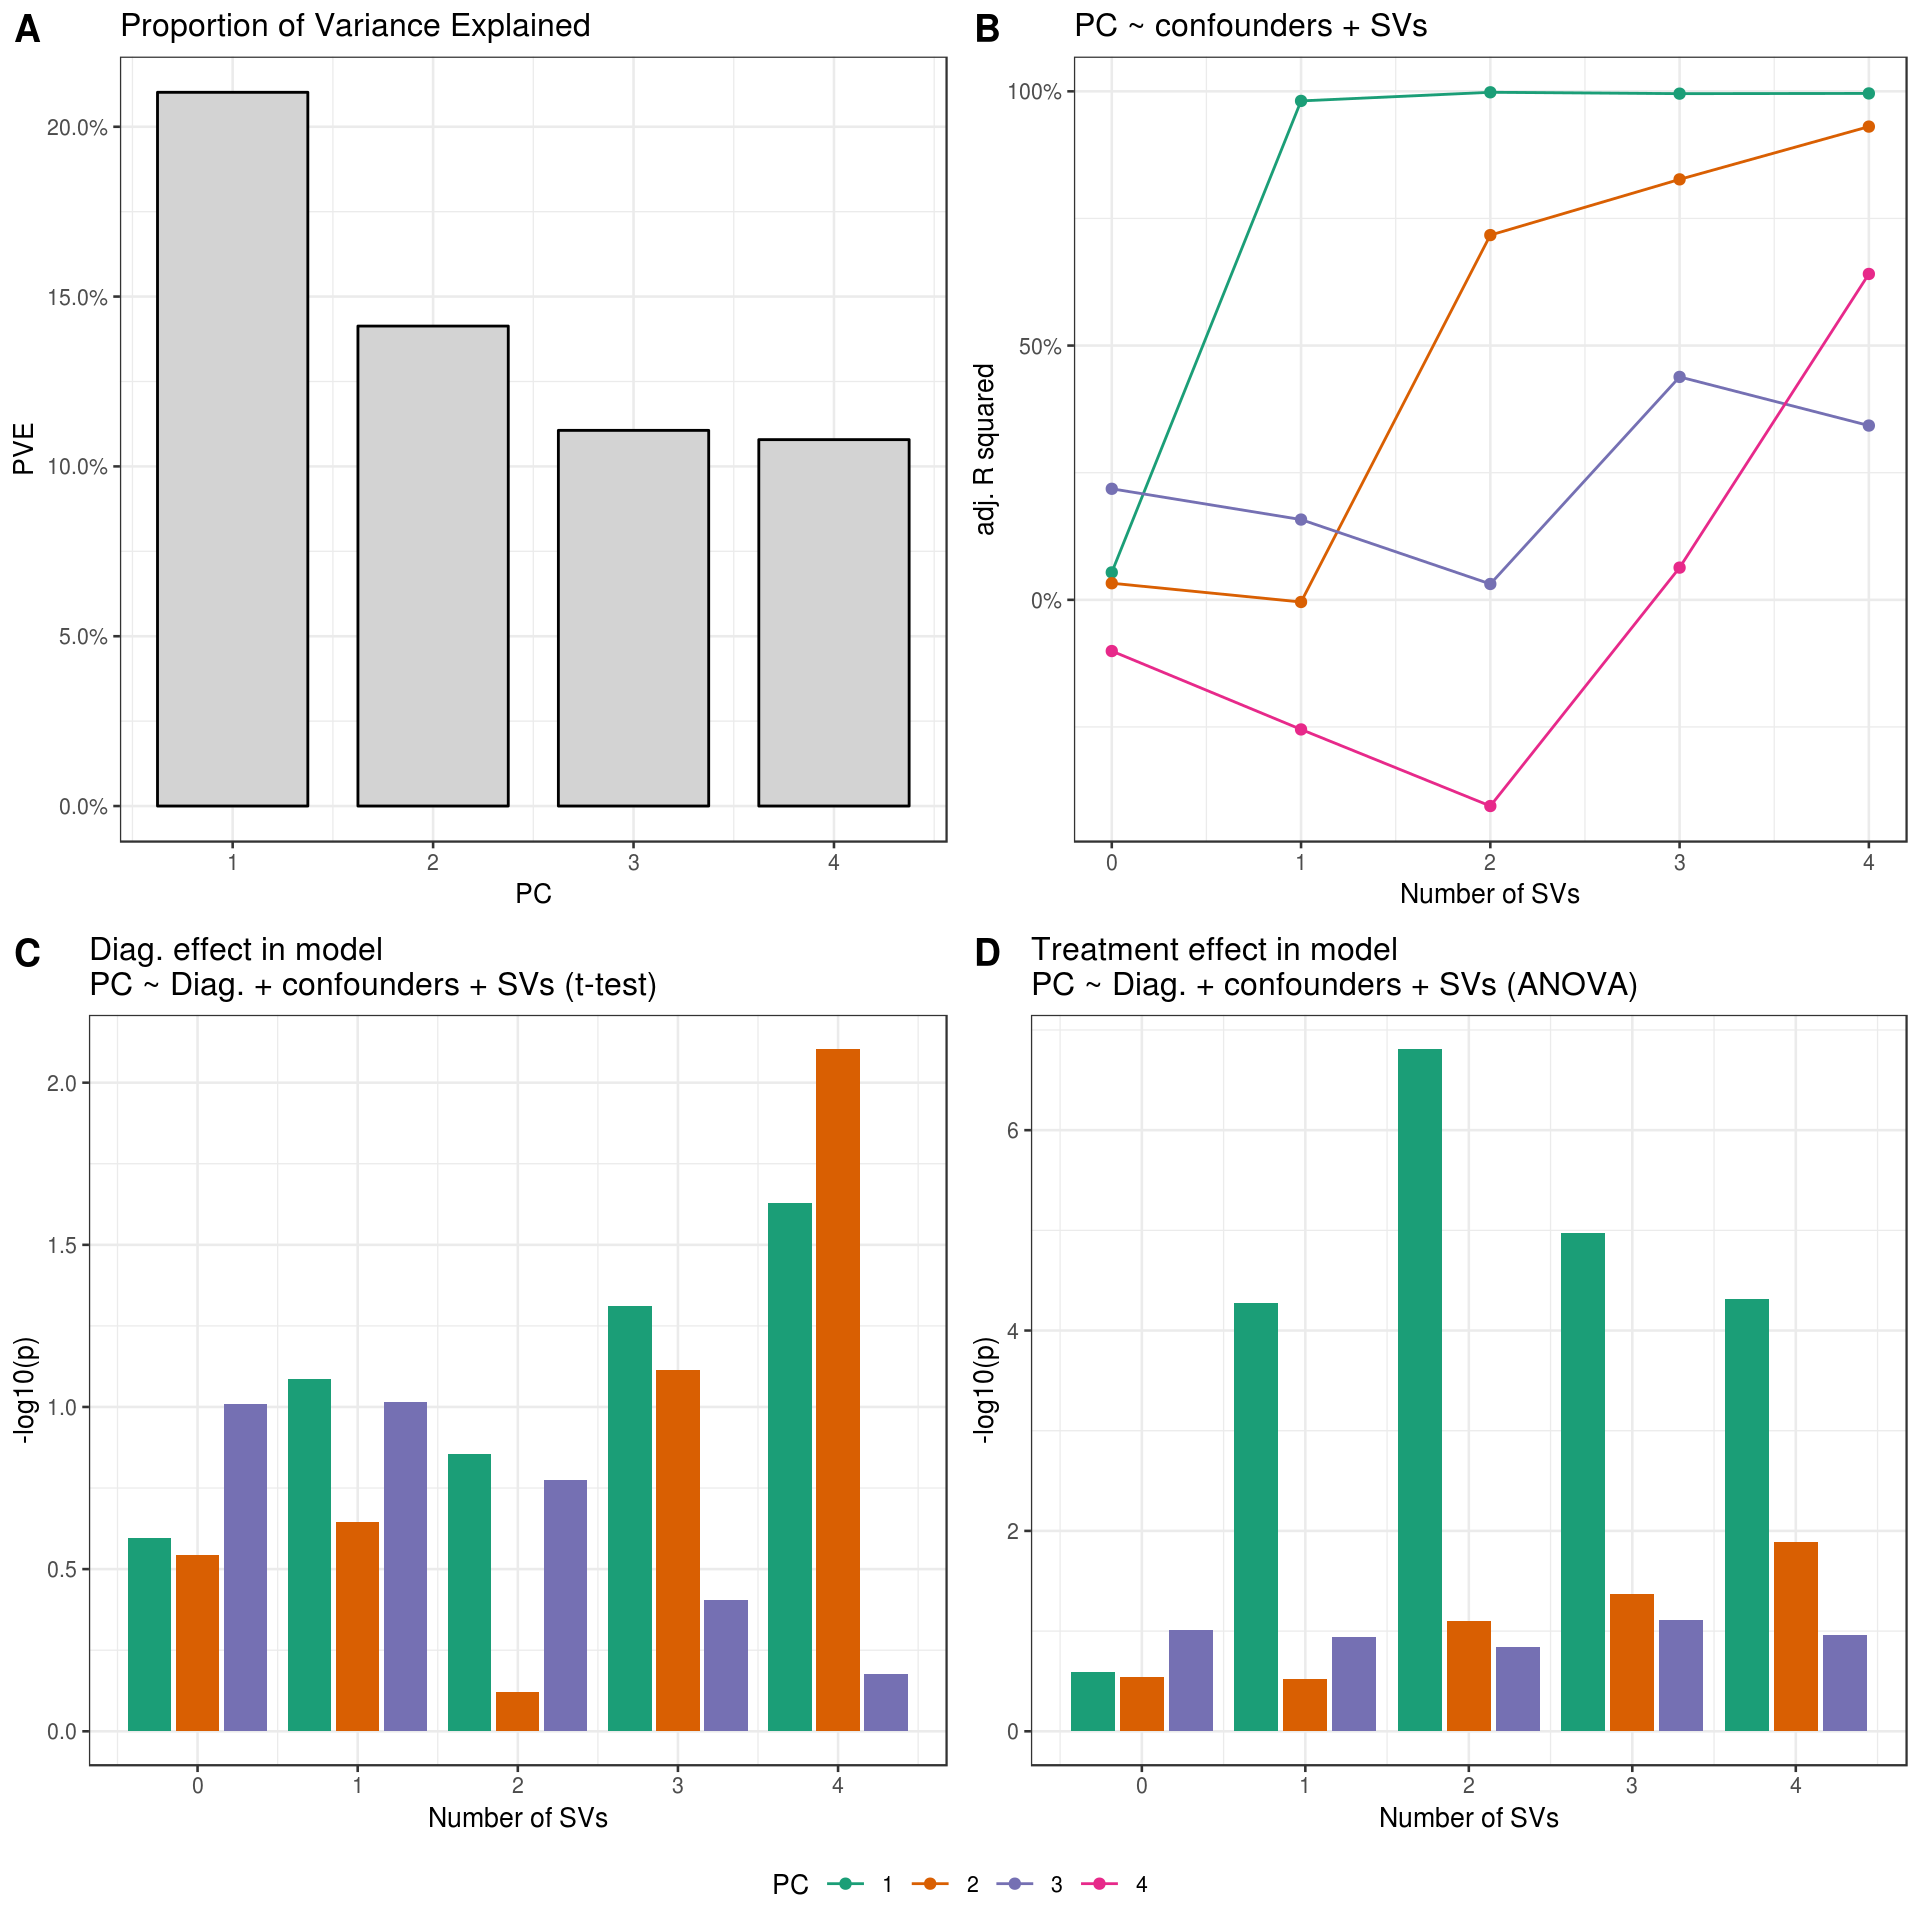 A Proportion of Variance Explained
20.0%
15.0%
10.0%
5.0%
0.0%
PVE
1 2 3 4
PC
B PC ~ confounders + SVs
100%
50%
0%
adj. R squared
0 1 2 3 4
Number of SVs
C Diag. effect in model
PC ~ Diag. + confounders + SVs (t-test)
2.0
1.5
1.0
0.5
0.0
-log10(p)
0 1 2 3 4
Number of SVs
D Treatment effect in model
PC ~ Diag. + confounders + SVs (ANOVA)
6
4
2
0
-log10(p)
0 1 2 3 4
Number of SVs
PC 1 2 3 4